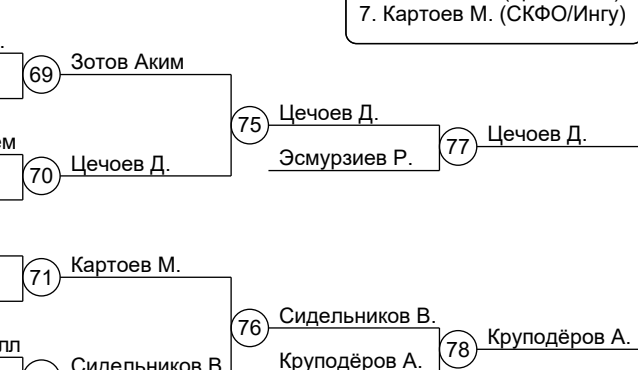 7. Картоев М. (СКФО/Ингу)
69 Зотов Аким
75 Цечоев Д.
Эсмурзиев Р.
77 Цечоев Д.
70 Цечоев Д.
71 Картоев М.
76 Сидельников В.
Круподёров А.
78 Круподёров А.
Сидельников В